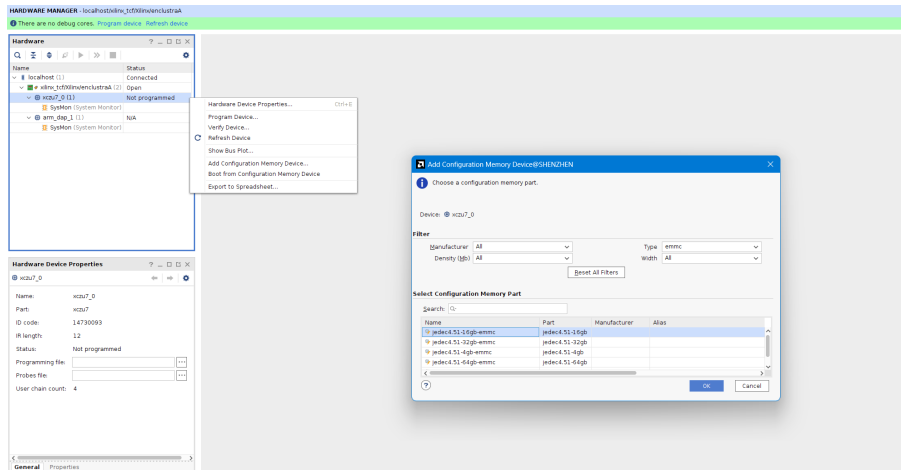 HARDWARE MANAGER - localhost/xilinx_tcf/Xilinx/enclustraA
There are no debug cores. Program device Refresh device
Hardware
Name Status
localhost (1) Connected
xilinx_tcf/Xilinx/enclustraA (2) Open
xczu7_0 (1) Not programmed
SysMon (System Monitor)
arm_dap_1 (1) N/A
SysMon (System Monitor)
Hardware Device Properties... Ctrl+E
Program Device...
Verify Device...
Refresh Device
Show Bus Plot...
Add Configuration Memory Device...
Boot from Configuration Memory Device
Export to Spreadsheet...
Hardware Device Properties
xczu7_0
Name: xczu7_0
Part: xczu7
ID code: 14730093
IR length: 12
Status: Not programmed
Programming file:
Probes file:
User chain count: 4
General Properties
Add Configuration Memory Device@SHENZHEN
Choose a configuration memory part.
Device: xczu7_0
Filter
Manufacturer All Type emmc
Density (Mb) All Width All
Reset All Filters
Select Configuration Memory Part
Search:
Name Part Manufacturer Alias
jedec4.51-16gb-emmc jedec4.51-16gb
jedec4.51-32gb-emmc jedec4.51-32gb
jedec4.51-4gb-emmc jedec4.51-4gb
jedec4.51-64gb-emmc jedec4.51-64gb
OK Cancel